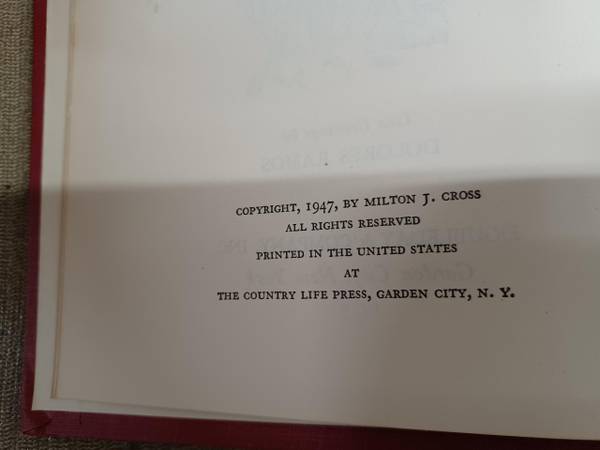 COPYRIGHT, 1947, BY MILTON J. CROSS
ALL RIGHTS RESERVED
PRINTED IN THE UNITED STATES
AT
THE COUNTRY LIFE PRESS, GARDEN CITY, N. Y.